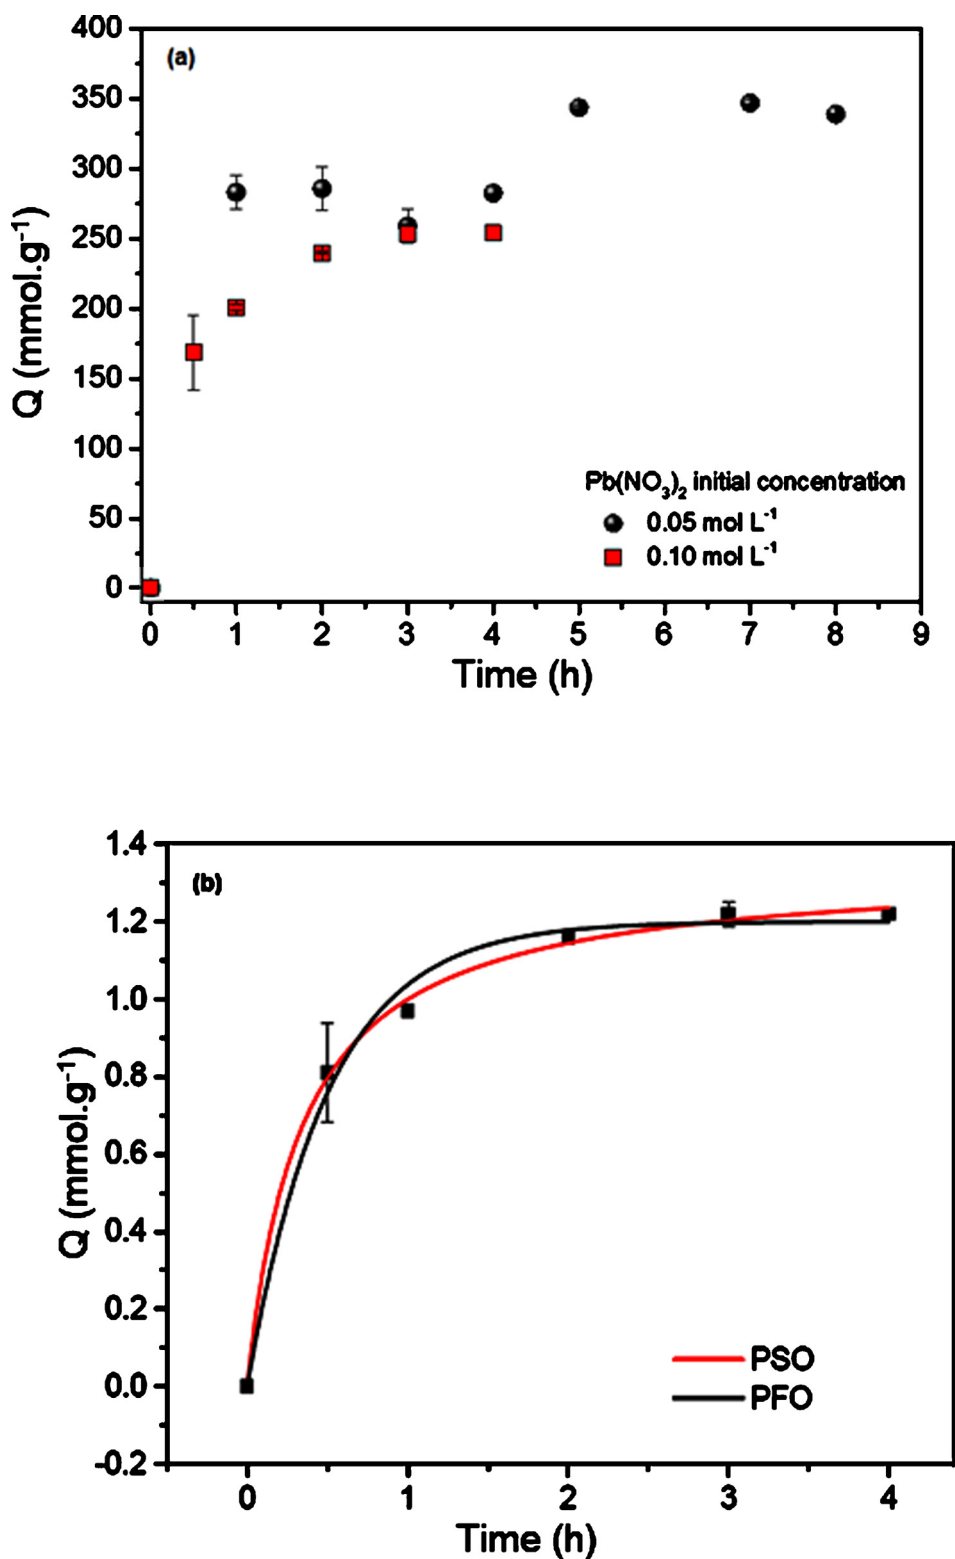 (a)
400
350
300
250
200
150
100
50
0
Q (mmol.g⁻¹)
Pb(NO₃)₂ initial concentration
0.05 mol L⁻¹
0.10 mol L⁻¹
0 1 2 3 4 5 6 7 8 9
Time (h)
(b)
1.4
1.2
1.0
0.8
0.6
0.4
0.2
0.0
-0.2
Q (mmol.g⁻¹)
PSO
PFO
0 1 2 3 4
Time (h)